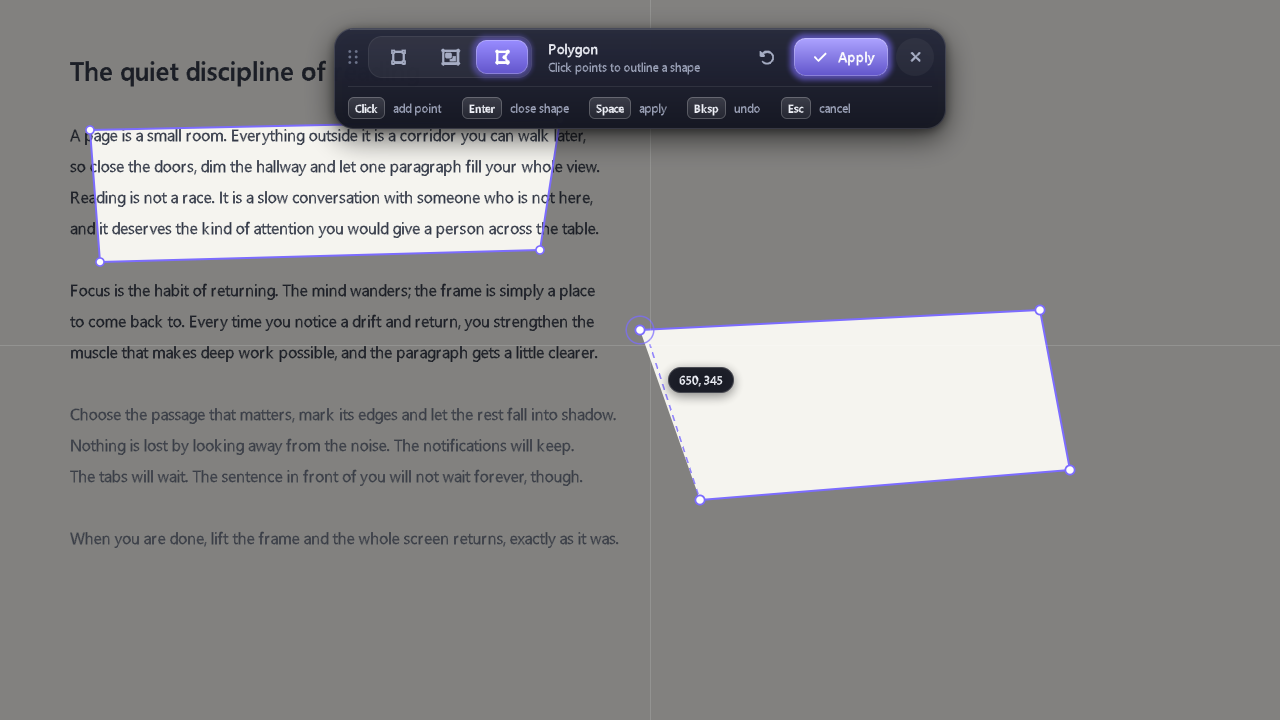 Polygon
Click points to outline a shape
Apply
Click add point Enter close shape Space apply Bksp undo Esc cancel
The quiet discipline of
A page is a small room. Everything outside it is a corridor you can walk later,
so close the doors, dim the hallway and let one paragraph fill your whole view.
Reading is not a race. It is a slow conversation with someone who is not here,
and it deserves the kind of attention you would give a person across the table.
Focus is the habit of returning. The mind wanders; the frame is simply a place
to come back to. Every time you notice a drift and return, you strengthen the
muscle that makes deep work possible, and the paragraph gets a little clearer.
650, 345
Choose the passage that matters, mark its edges and let the rest fall into shadow.
Nothing is lost by looking away from the noise. The notifications will keep.
The tabs will wait. The sentence in front of you will not wait forever, though.
When you are done, lift the frame and the whole screen returns, exactly as it was.